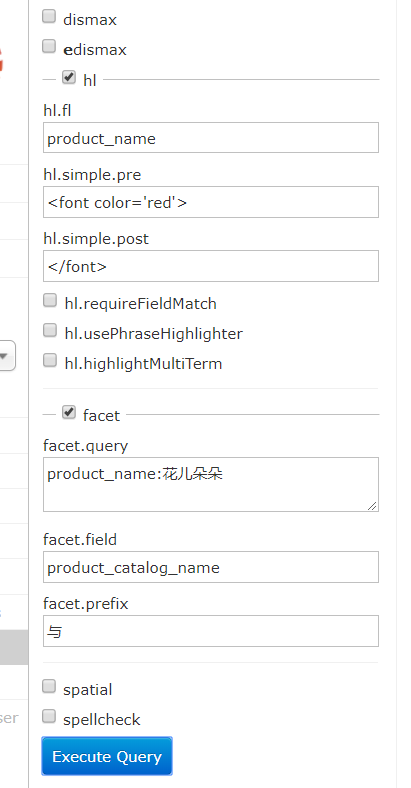 dismax
edismax
hl
hl.fl
product_name
hl.simple.pre
<font color='red'>
hl.simple.post
</font>
hl.requireFieldMatch
hl.usePhraseHighlighter
hl.highlightMultiTerm
facet
facet.query
product_name:花儿朵朵
facet.field
product_catalog_name
facet.prefix
与
spatial
ser
spellcheck
Execute Query